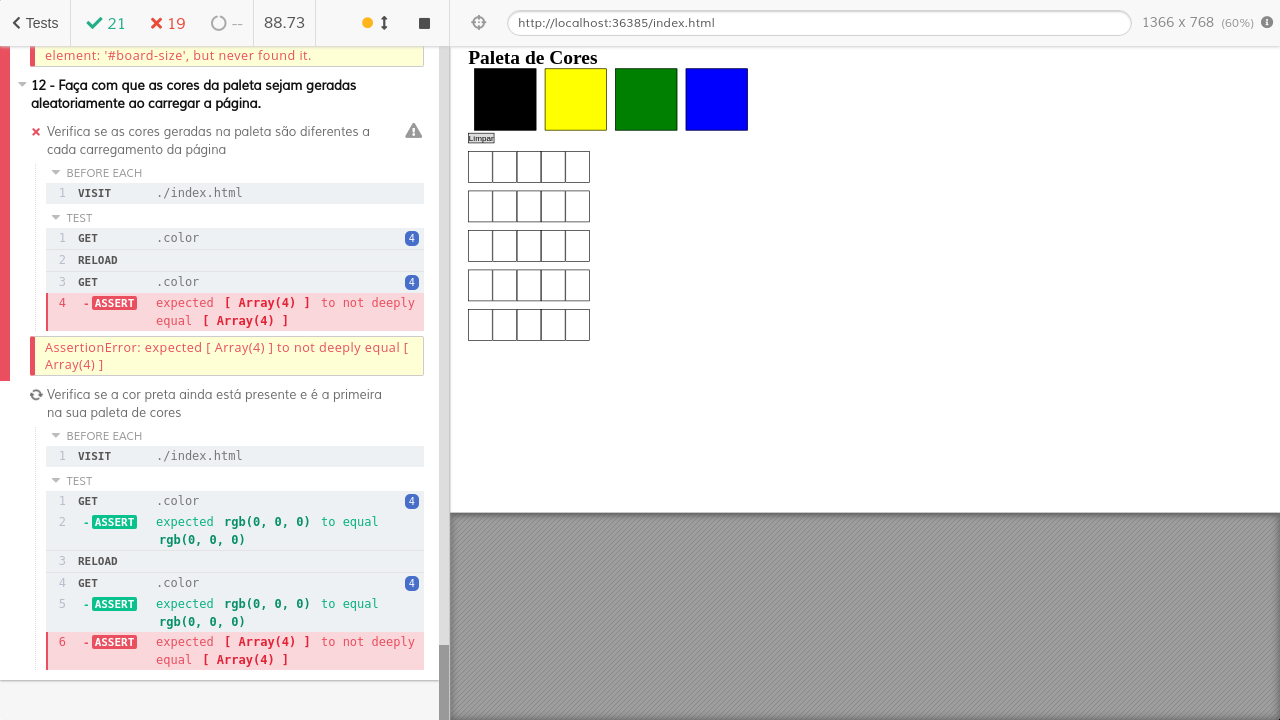 Tests
21
19
--
88.73
http://localhost:36385/index.html
1366 x 768 (60%)
element: '#board-size', but never found it.
12 - Faça com que as cores da paleta sejam geradas
aleatoriamente ao carregar a página.
Verifica se as cores geradas na paleta são diferentes a
cada carregamento da página
BEFORE EACH
1 VISIT ./index.html
TEST
1 GET .color 4
2 RELOAD
3 GET .color 4
4 -ASSERT expected [ Array(4) ] to not deeply
equal [ Array(4) ]
AssertionError: expected [ Array(4) ] to not deeply equal [
Array(4) ]
Verifica se a cor preta ainda está presente e é a primeira
na sua paleta de cores
BEFORE EACH
1 VISIT ./index.html
TEST
1 GET .color 4
2 -ASSERT expected rgb(0, 0, 0) to equal
rgb(0, 0, 0)
3 RELOAD
4 GET .color 4
5 -ASSERT expected rgb(0, 0, 0) to equal
rgb(0, 0, 0)
6 -ASSERT expected [ Array(4) ] to not deeply
equal [ Array(4) ]
Paleta de Cores
Limpar